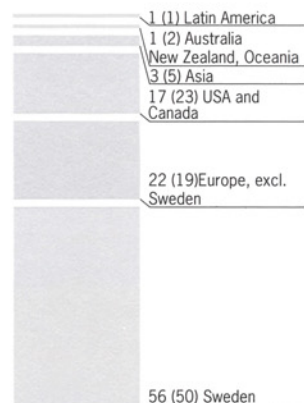 1 (1) Latin America
1 (2) Australia
New Zealand, Oceania
3 (5) Asia
17 (23) USA and
Canada
22 (19)Europe, excl.
Sweden
56 (50) Sweden